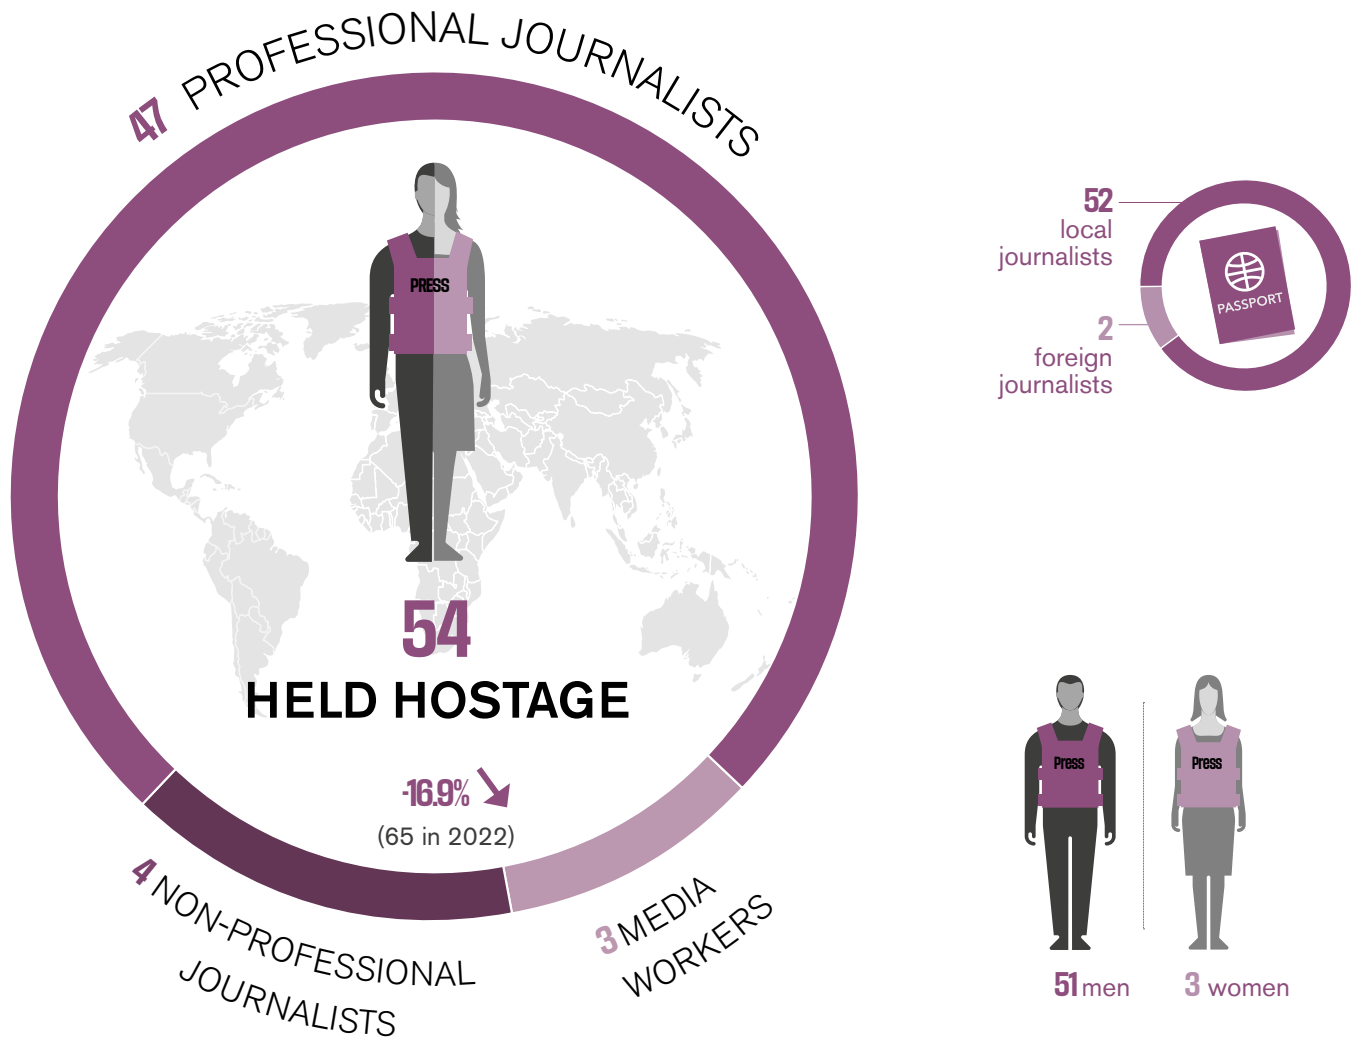 47 PROFESSIONAL JOURNALISTS
PRESS
54
HELD HOSTAGE
-16.9%
(65 in 2022)
4 NON-PROFESSIONAL
JOURNALISTS
3 MEDIA
WORKERS
52
local
journalists
2
foreign
journalists
PASSPORT
Press
Press
51 men
3 women